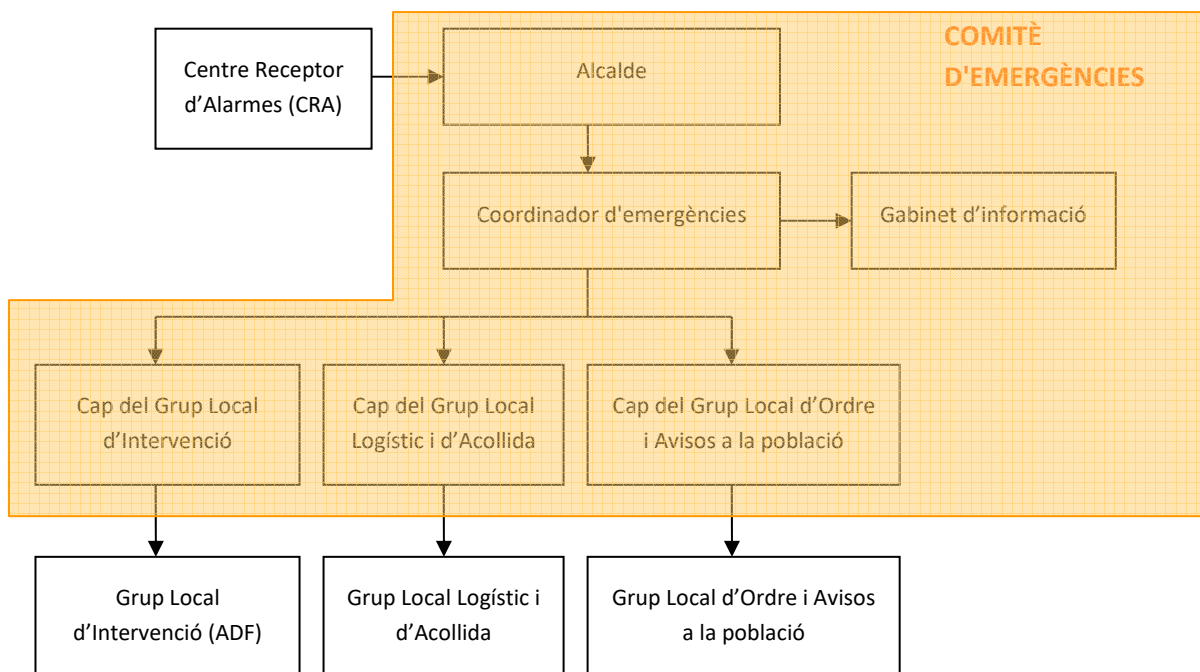 COMITÈ
D'EMERGÈNCIES
Centre Receptor
d’Alarmes (CRA)
Alcalde
Coordinador d'emergències
Gabinet d’informació
Cap del Grup Local
d’Intervenció
Cap del Grup Local
Logístic i d’Acollida
Cap del Grup Local d’Ordre
i Avisos a la població
Grup Local
d’Intervenció (ADF)
Grup Local Logístic i
d’Acollida
Grup Local d’Ordre i Avisos
a la població